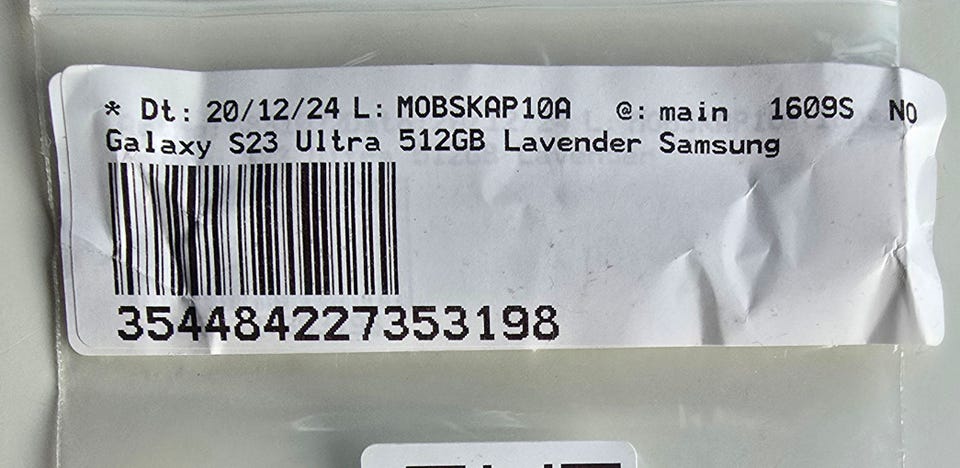 * Dt: 20/12/24 L: MOBSKAP10A @: main 1609S NO
Galaxy S23 Ultra 512GB Lavender Samsung
354484227353198